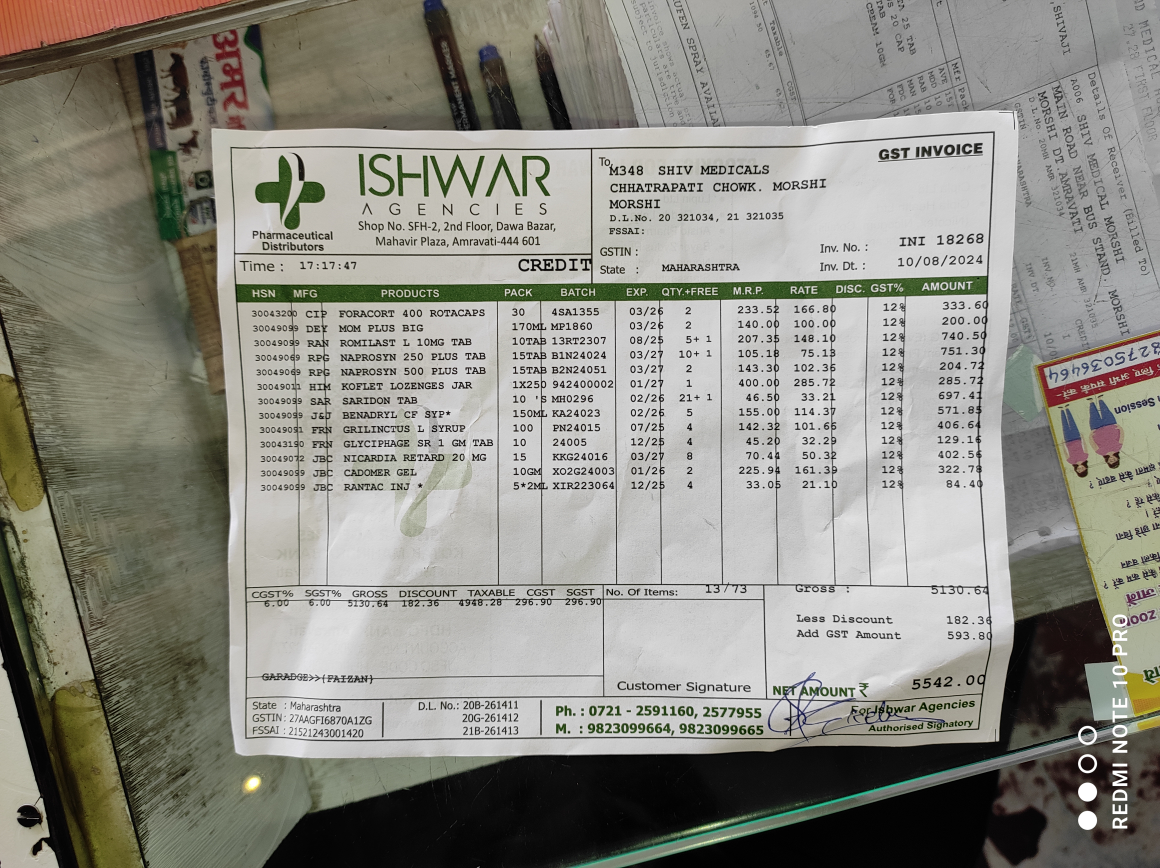 ISHWAR
AGENCIES
Pharmaceutical
Distributors
Shop No. SFH-2, 2nd Floor, Dawa Bazar,
Mahavir Plaza, Amravati-444 601
Time : 17:17:47 CREDIT
GST INVOICE
To,
M348 SHIV MEDICALS
CHHATRAPATI CHOWK. MORSHI
MORSHI
D.L.No. 20 321034, 21 321035
FSSAI:
GSTIN :
State : MAHARASHTRA
Inv. No. : INI 18268
Inv. Dt. : 10/08/2024
HSN MFG PRODUCTS PACK BATCH EXP. QTY.+FREE M.R.P. RATE DISC. GST% AMOUNT
30043200 CIP FORACORT 400 ROTACAPS 30 4SA1355 03/26 2 233.52 166.80 12% 333.60
30049099 DEY MOM PLUS BIG 170ML MP1860 03/26 2 140.00 100.00 12% 200.00
30049099 RAN ROMILAST L 10MG TAB 10TAB 13RT2307 08/25 5+ 1 207.35 148.10 12% 740.50
30049069 RPG NAPROSYN 250 PLUS TAB 15TAB B1N24024 03/27 10+ 1 105.18 75.13 12% 751.30
30049069 RPG NAPROSYN 500 PLUS TAB 15TAB B2N24051 03/27 2 143.30 102.36 12% 204.72
30049011 HIM KOFLET LOZENGES JAR 1X250 942400002 01/27 1 400.00 285.72 12% 285.72
30049099 SAR SARIDON TAB 10 'S MH0296 02/26 21+ 1 46.50 33.21 12% 697.41
30049099 J&J BENADRYL CF SYP* 150ML KA24023 02/26 5 155.00 114.37 12% 571.85
30049091 FRN GRILINCTUS L SYRUP 100 PN24015 07/25 4 142.32 101.66 12% 406.64
30043190 FRN GLYCIPHAGE SR 1 GM TAB 10 24005 12/25 4 45.20 32.29 12% 129.16
30049072 JBC NICARDIA RETARD 20 MG 15 KKG24016 03/27 8 70.44 50.32 12% 402.56
30049099 JBC CADOMER GEL 10GM XO2G24003 01/26 2 225.94 161.39 12% 322.78
30049099 JBC RANTAC INJ * 5*2ML XIR223064 12/25 4 33.05 21.10 12% 84.40
CGST% SGST% GROSS DISCOUNT TAXABLE CGST SGST
6.00 6.00 5130.64 182.36 4948.28 296.90 296.90
No. Of Items: 13/73
Gross : 5130.64
Less Discount 182.36
Add GST Amount 593.80
GARADGE>>{FAIZAN}
Customer Signature
NET AMOUNT ₹ 5542.00
State : Maharashtra
GSTIN : 27AAGFI6870A1ZG
FSSAI : 21521243001420
D.L. No.: 20B-261411
20G-261412
21B-261413
Ph. : 0721 - 2591160, 2577955
M. : 9823099664, 9823099665
For Ishwar Agencies
Authorised Signatory
Details Of Receiver (Billed To)
A006 SHIV MEDICAL MORSHI
MAIN ROAD NEAR BUS STAND.
MORSHI DT AMRAVATI
8275036464
REDMI NOTE 10 PRO